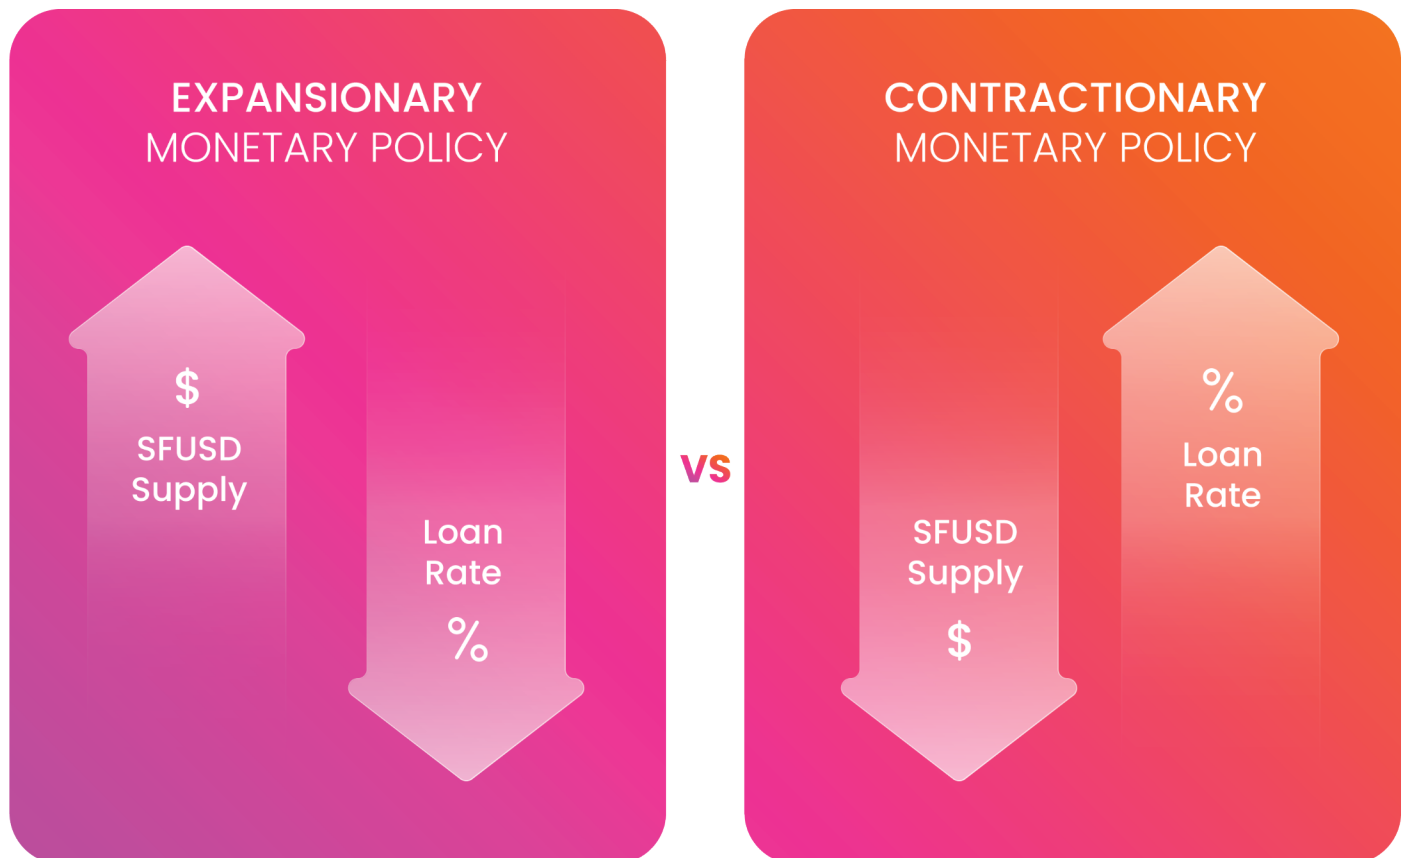 EXPANSIONARY
MONETARY POLICY
$
SFUSD
Supply
Loan
Rate
%
VS
CONTRACTIONARY
MONETARY POLICY
SFUSD
Supply
$
%
Loan
Rate